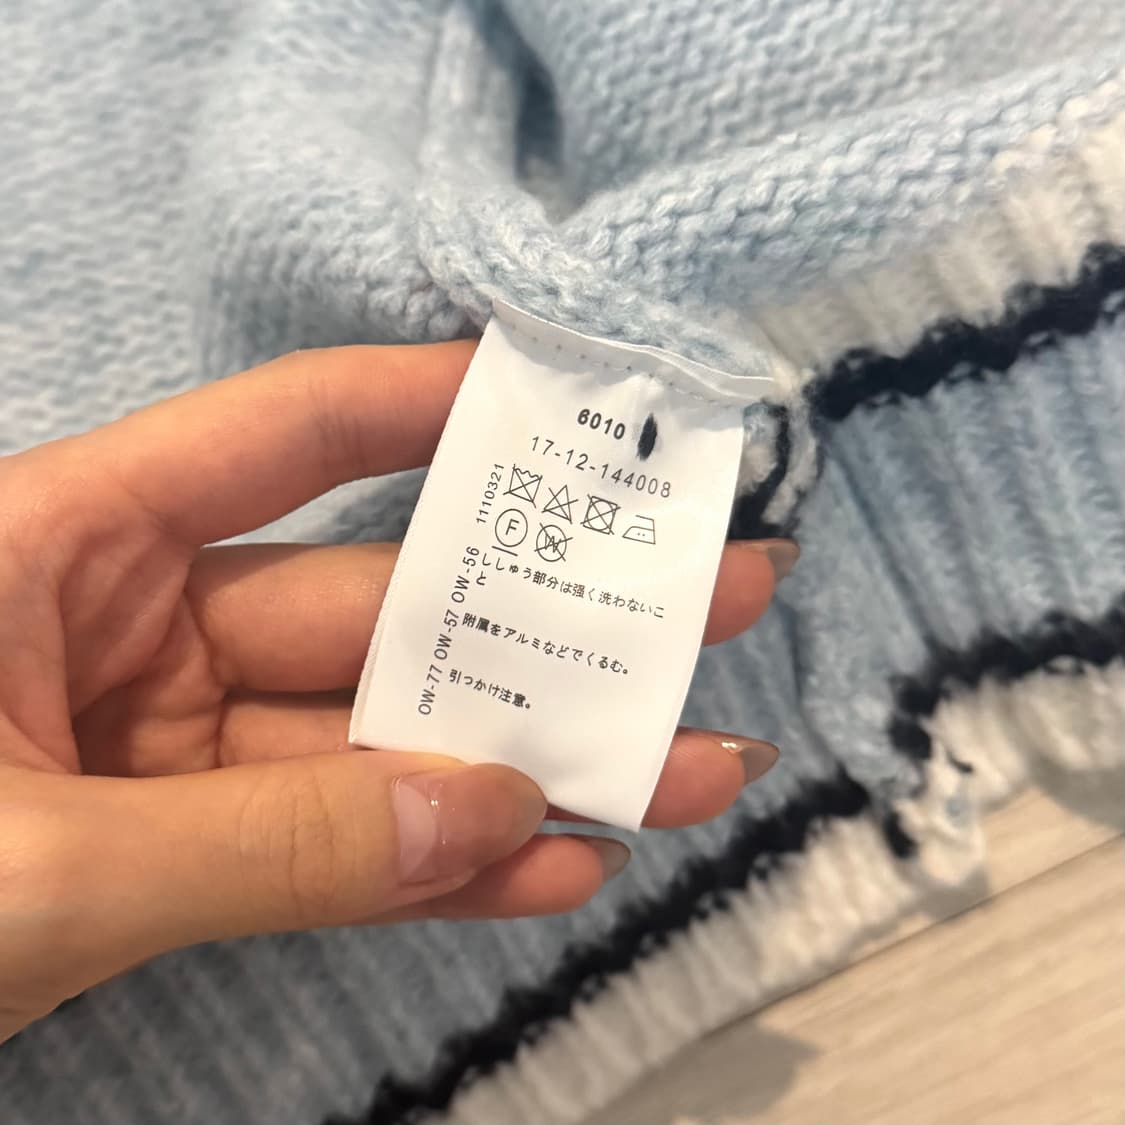 6010
17-12-144008
1110321
F
W
ししゅう部分は强く洗わないこ
と
附属をアルミなどでくるむ。
引っかけ注意。
OW-77 OW-57 OW-56